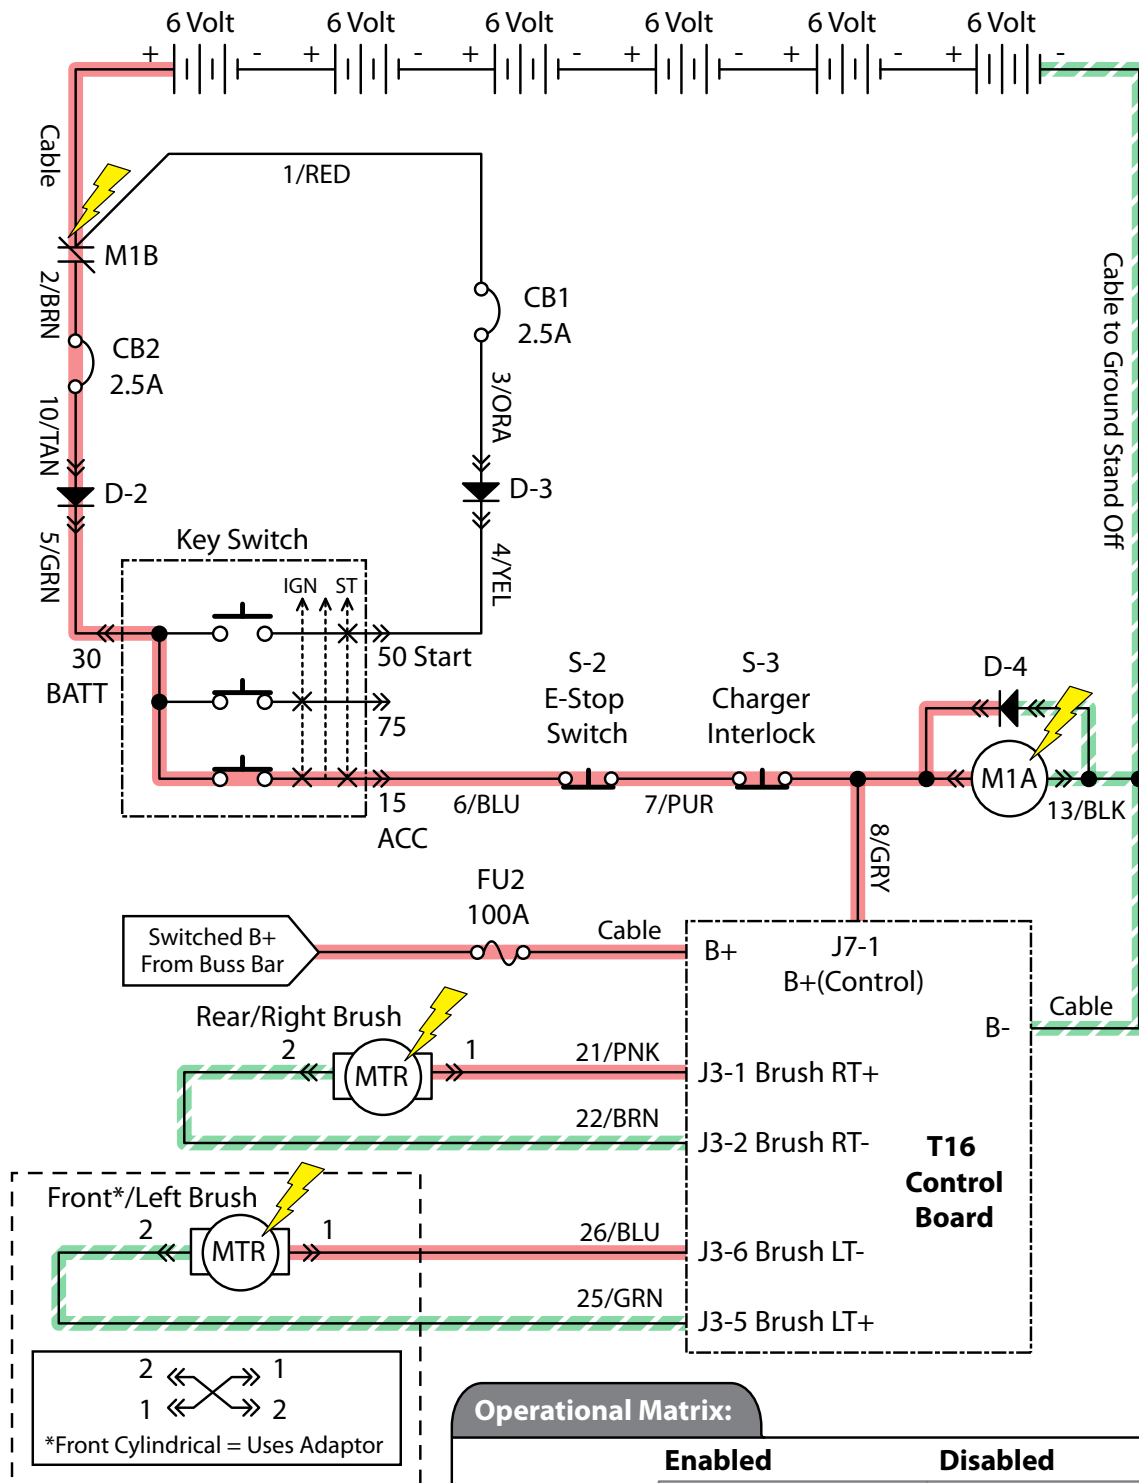 6 Volt 6 Volt 6 Volt 6 Volt 6 Volt 6 Volt
+ - + - + - + - + - + -
Cable
1/RED
M1B
2/BRN
CB1
2.5A
CB2
2.5A
Cable to Ground Stand Off
10/TAN
3/ORA
D-2
D-3
5/GRN
4/YEL
Key Switch
IGN ST
30
BATT
50 Start
75
15
ACC
S-2
E-Stop
Switch
S-3
Charger
Interlock
D-4
M1A
6/BLU
7/PUR
13/BLK
8/GRY
FU2
100A
Switched B+
From Buss Bar
Cable
B+
J7-1
B+(Control)
B-
Cable
Rear/Right Brush
2
MTR
1
21/PNK
J3-1 Brush RT+
22/BRN
J3-2 Brush RT-
T16
Control
Board
Front*/Left Brush
2
MTR
1
26/BLU
J3-6 Brush LT-
25/GRN
J3-5 Brush LT+
2 1
1 2
*Front Cylindrical = Uses Adaptor
Operational Matrix:
Enabled Disabled